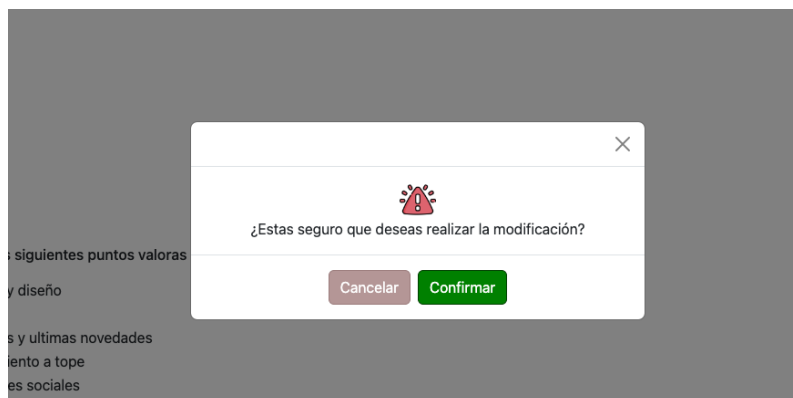 ¿Estas seguro que deseas realizar la modificación?
siguientes puntos valoras
y diseño
Cancelar Confirmar
s y ultimas novedades
iento a tope
es sociales